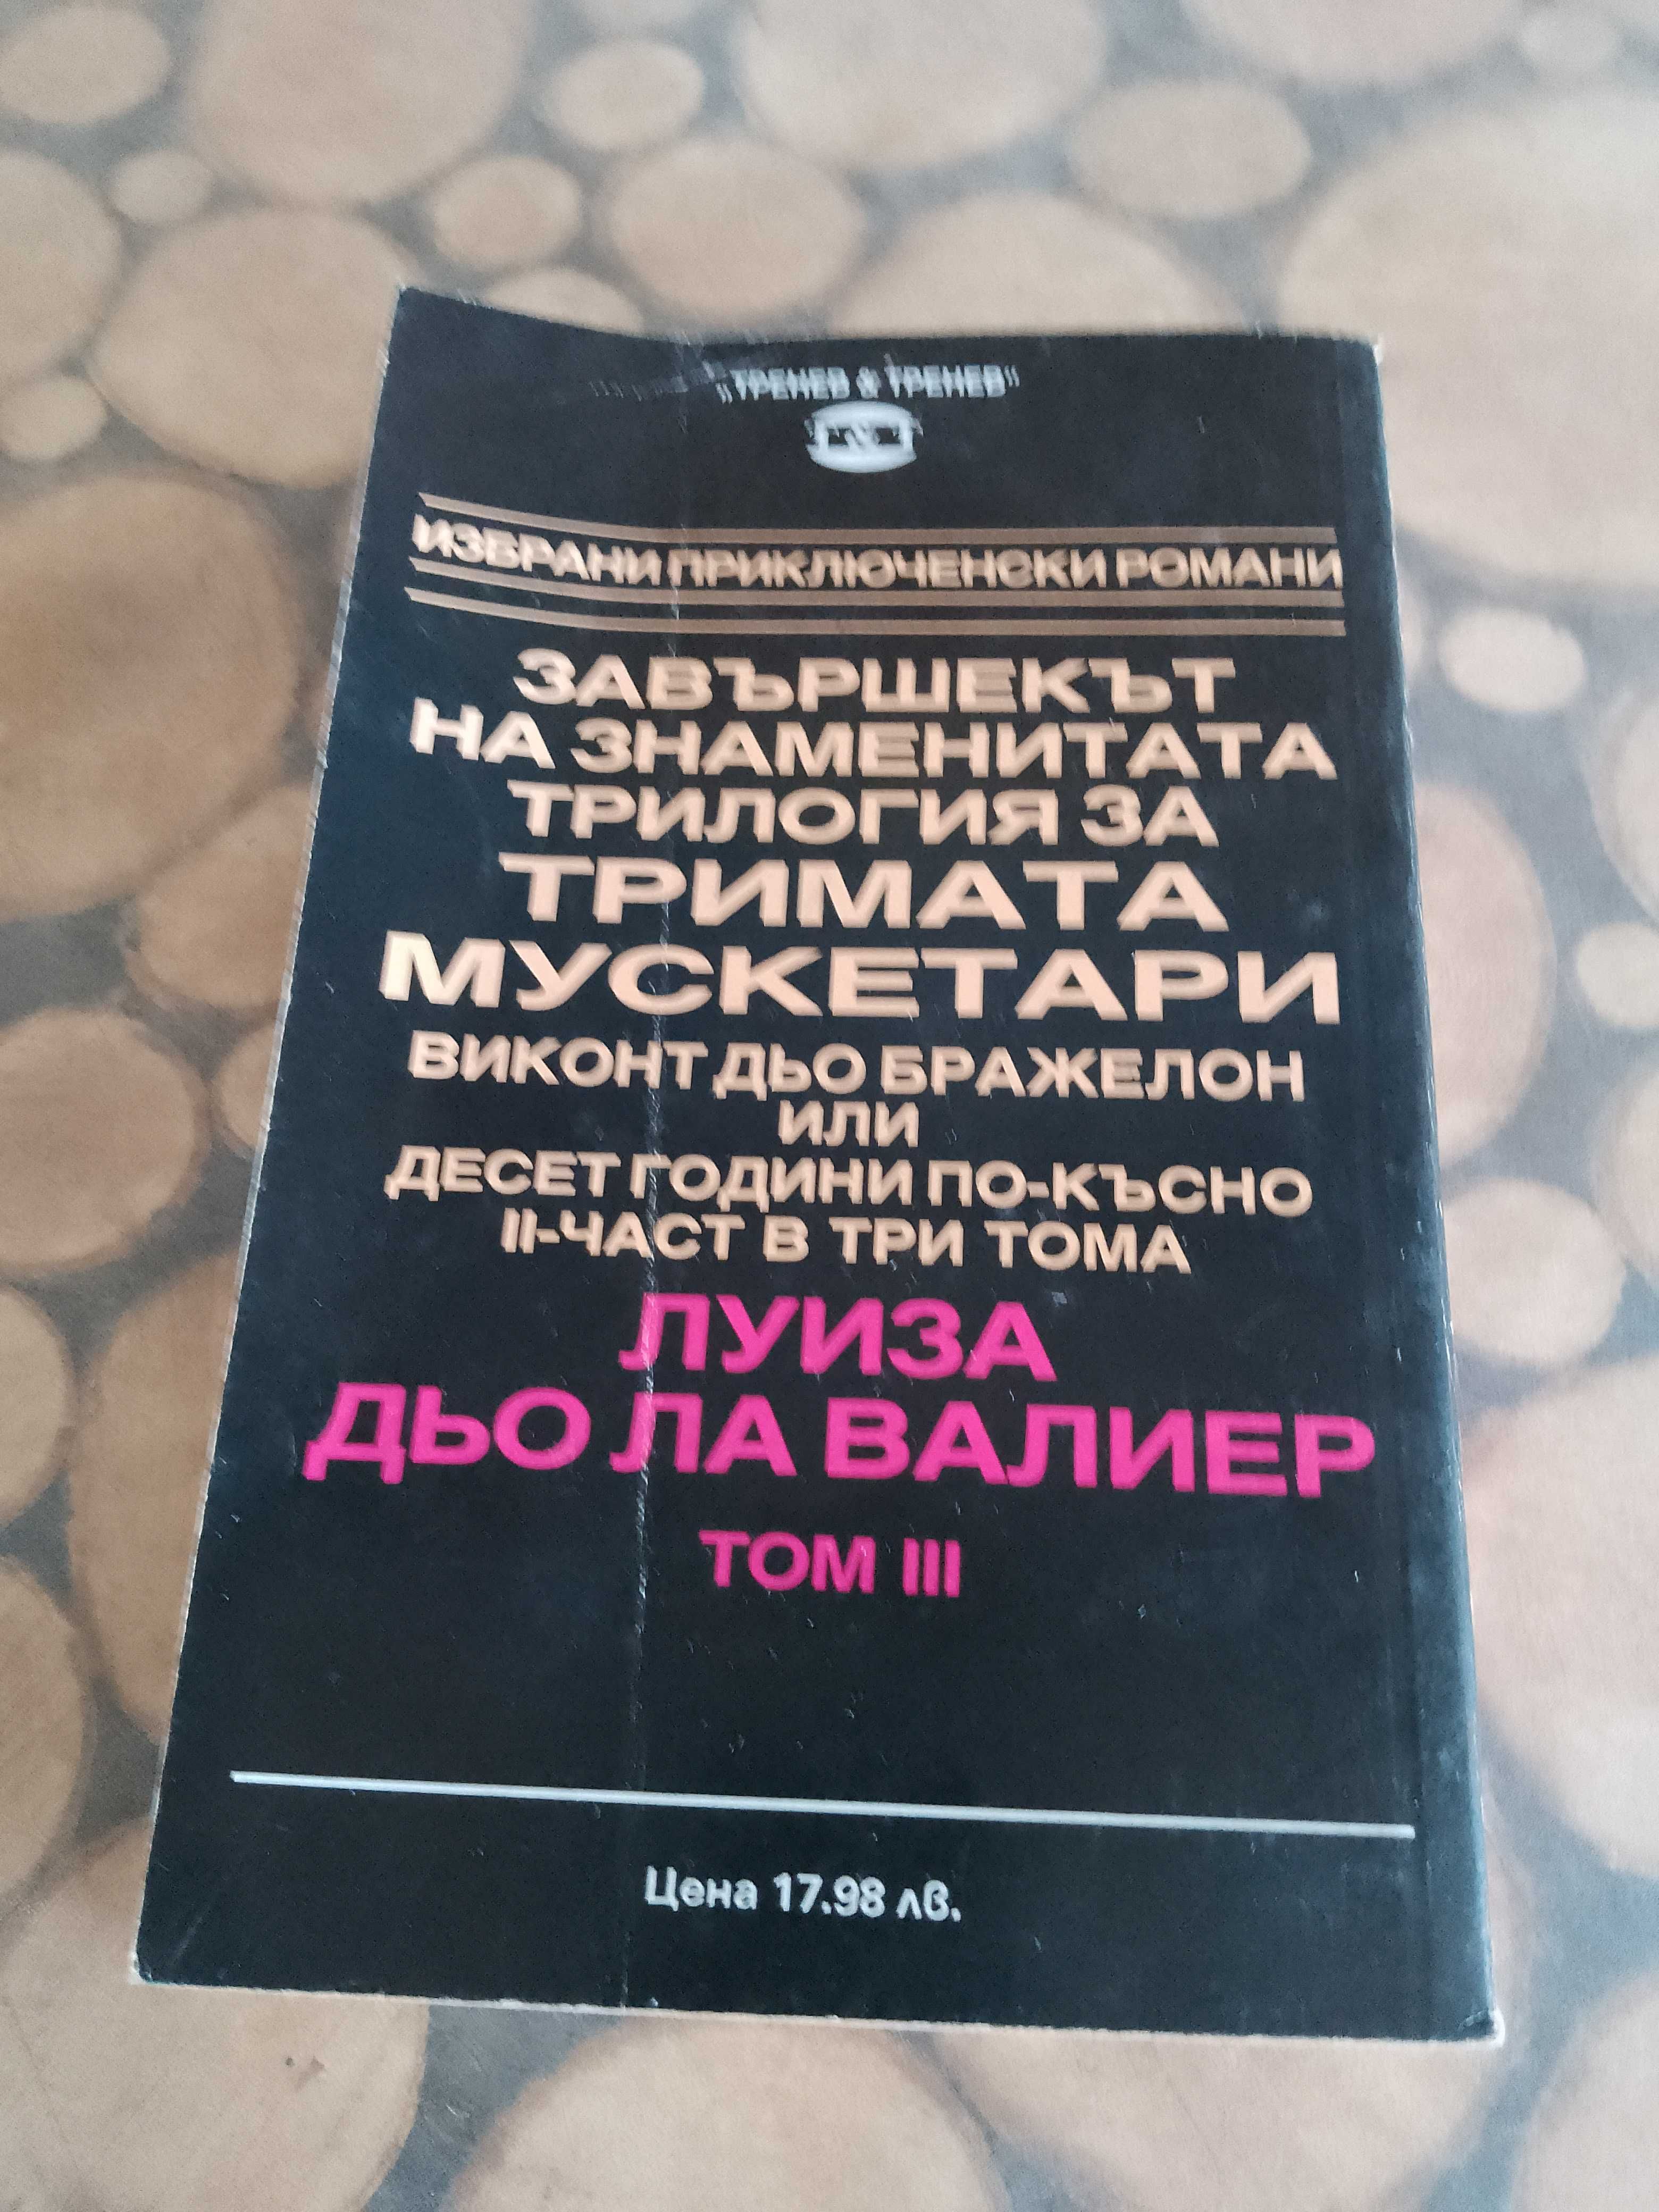 „ТРЕНЕВ & ТРЕНЕВ“
ИЗБРАНИ ПРИКЛЮЧЕНСКИ РОМАНИ
ЗАВЪРШЕКЪТ
НА ЗНАМЕНИТАТА
ТРИЛОГИЯ ЗА
ТРИМАТА
МУСКЕТАРИ
ВИКОНТ ДЬО БРАЖЕЛОН
ИЛИ
ДЕСЕТ ГОДИНИ ПО-КЪСНО
II-ЧАСТ В ТРИ ТОМА
ЛУИЗА
ДЬО ЛА ВАЛИЕР
ТОМ III
Цена 17.98 лв.